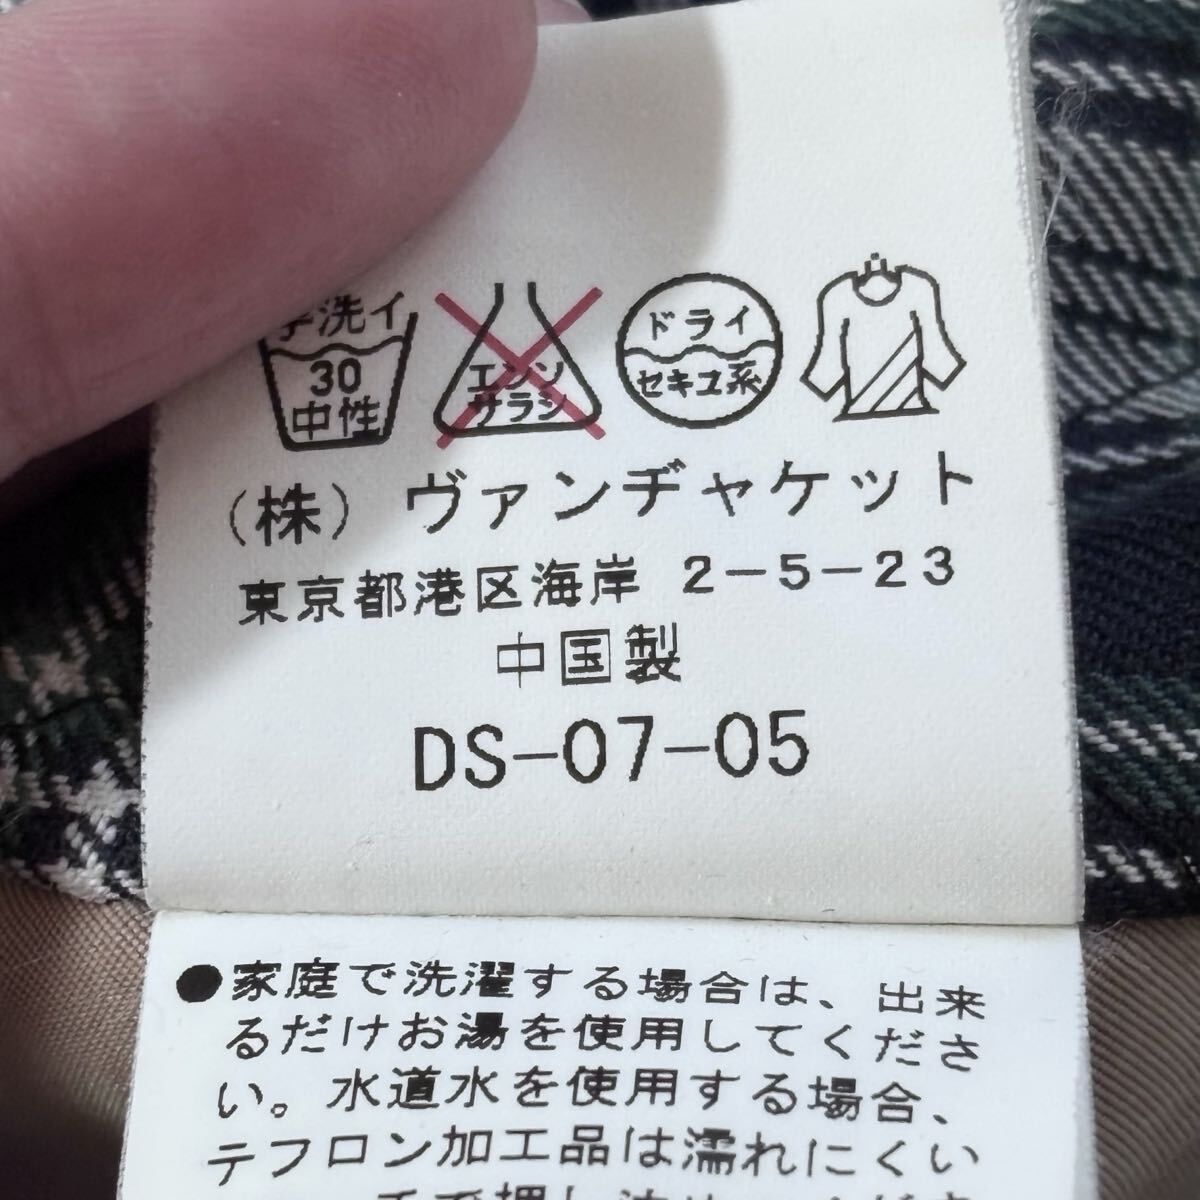 手洗イ
30
中性
エンソ
サラシ
ドライ
セキユ系
(株) ヴァンヂャケット
東京都港区海岸 2-5-23
中国製
DS-07-05
●家庭で洗濯する場合は、出来
るだけお湯を使用してくださ
い。水道水を使用する場合、
テフロン加工品は濡れにくい